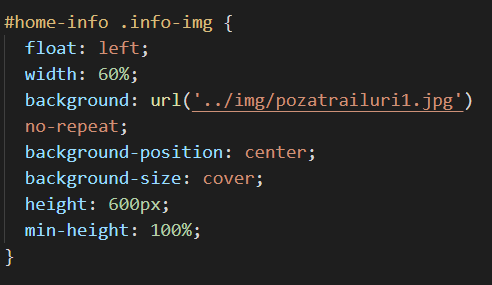 #home-info .info-img {
float: left;
width: 60%;
background: url('../img/pozatrailuri1.jpg')
no-repeat;
background-position: center;
background-size: cover;
height: 600px;
min-height: 100%;
}